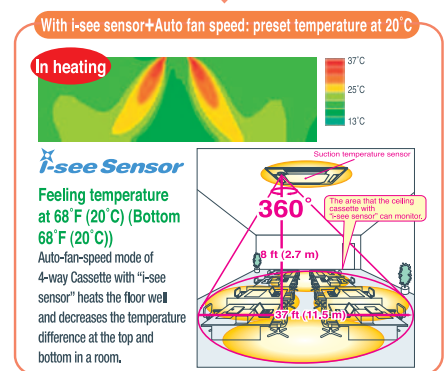 With i-see sensor+Auto fan speed: preset temperature at 20˚C
In heating
37˚C
25˚C
13˚C
i-see Sensor
Feeling temperature
at 68˚F (20˚C) (Bottom
68˚F (20˚C))
Auto-fan-speed mode of
4-way Cassette with “i-see
sensor” heats the floor well
and decreases the temperature
difference at the top and
bottom in a room.
Suction temperature sensor
360˚
The area that the ceiling
cassette with
“i-see sensor” can monitor.
8 ft (2.7 m)
37 ft (11.5 m)